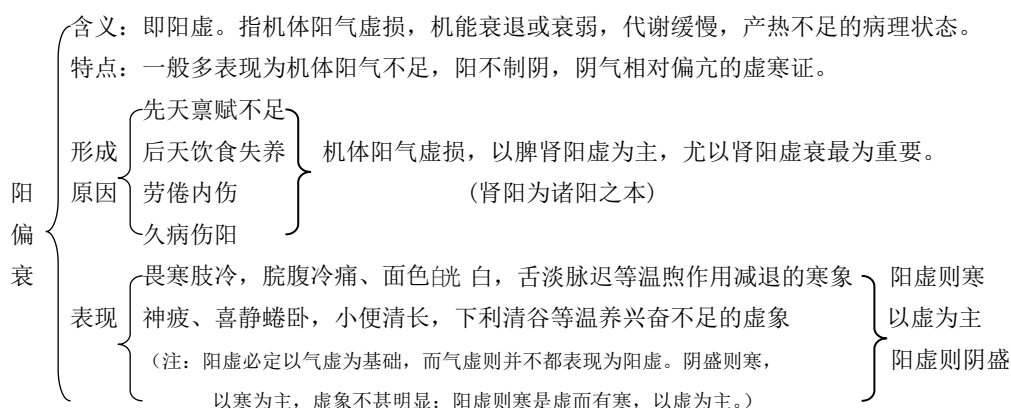 含义：即阳虚。指机体阳气虚损，机能衰退或衰弱，代谢缓慢，产热不足的病理状态。
特点：一般多表现为机体阳气不足，阳不制阴，阴气相对偏亢的虚寒证。
先天禀赋不足
形成 后天饮食失养 机体阳气虚损，以脾肾阳虚为主，尤以肾阳虚衰最为重要。
阳 原因 劳倦内伤 (肾阳为诸阳之本)
偏 久病伤阳
衰 畏寒肢冷，脘腹冷痛、面色白光 白，舌淡脉迟等温煦作用减退的寒象 阳虚则寒
表现 神疲、喜静蜷卧，小便清长，下利清谷等温养兴奋不足的虚象 以虚为主
（注：阳虚必定以气虚为基础，而气虚则并不都表现为阳虚。阴盛则寒， 阳虚则阴盛
以寒为主，虚象不甚明显；阳虚则寒是虚而有寒，以虚为主。）